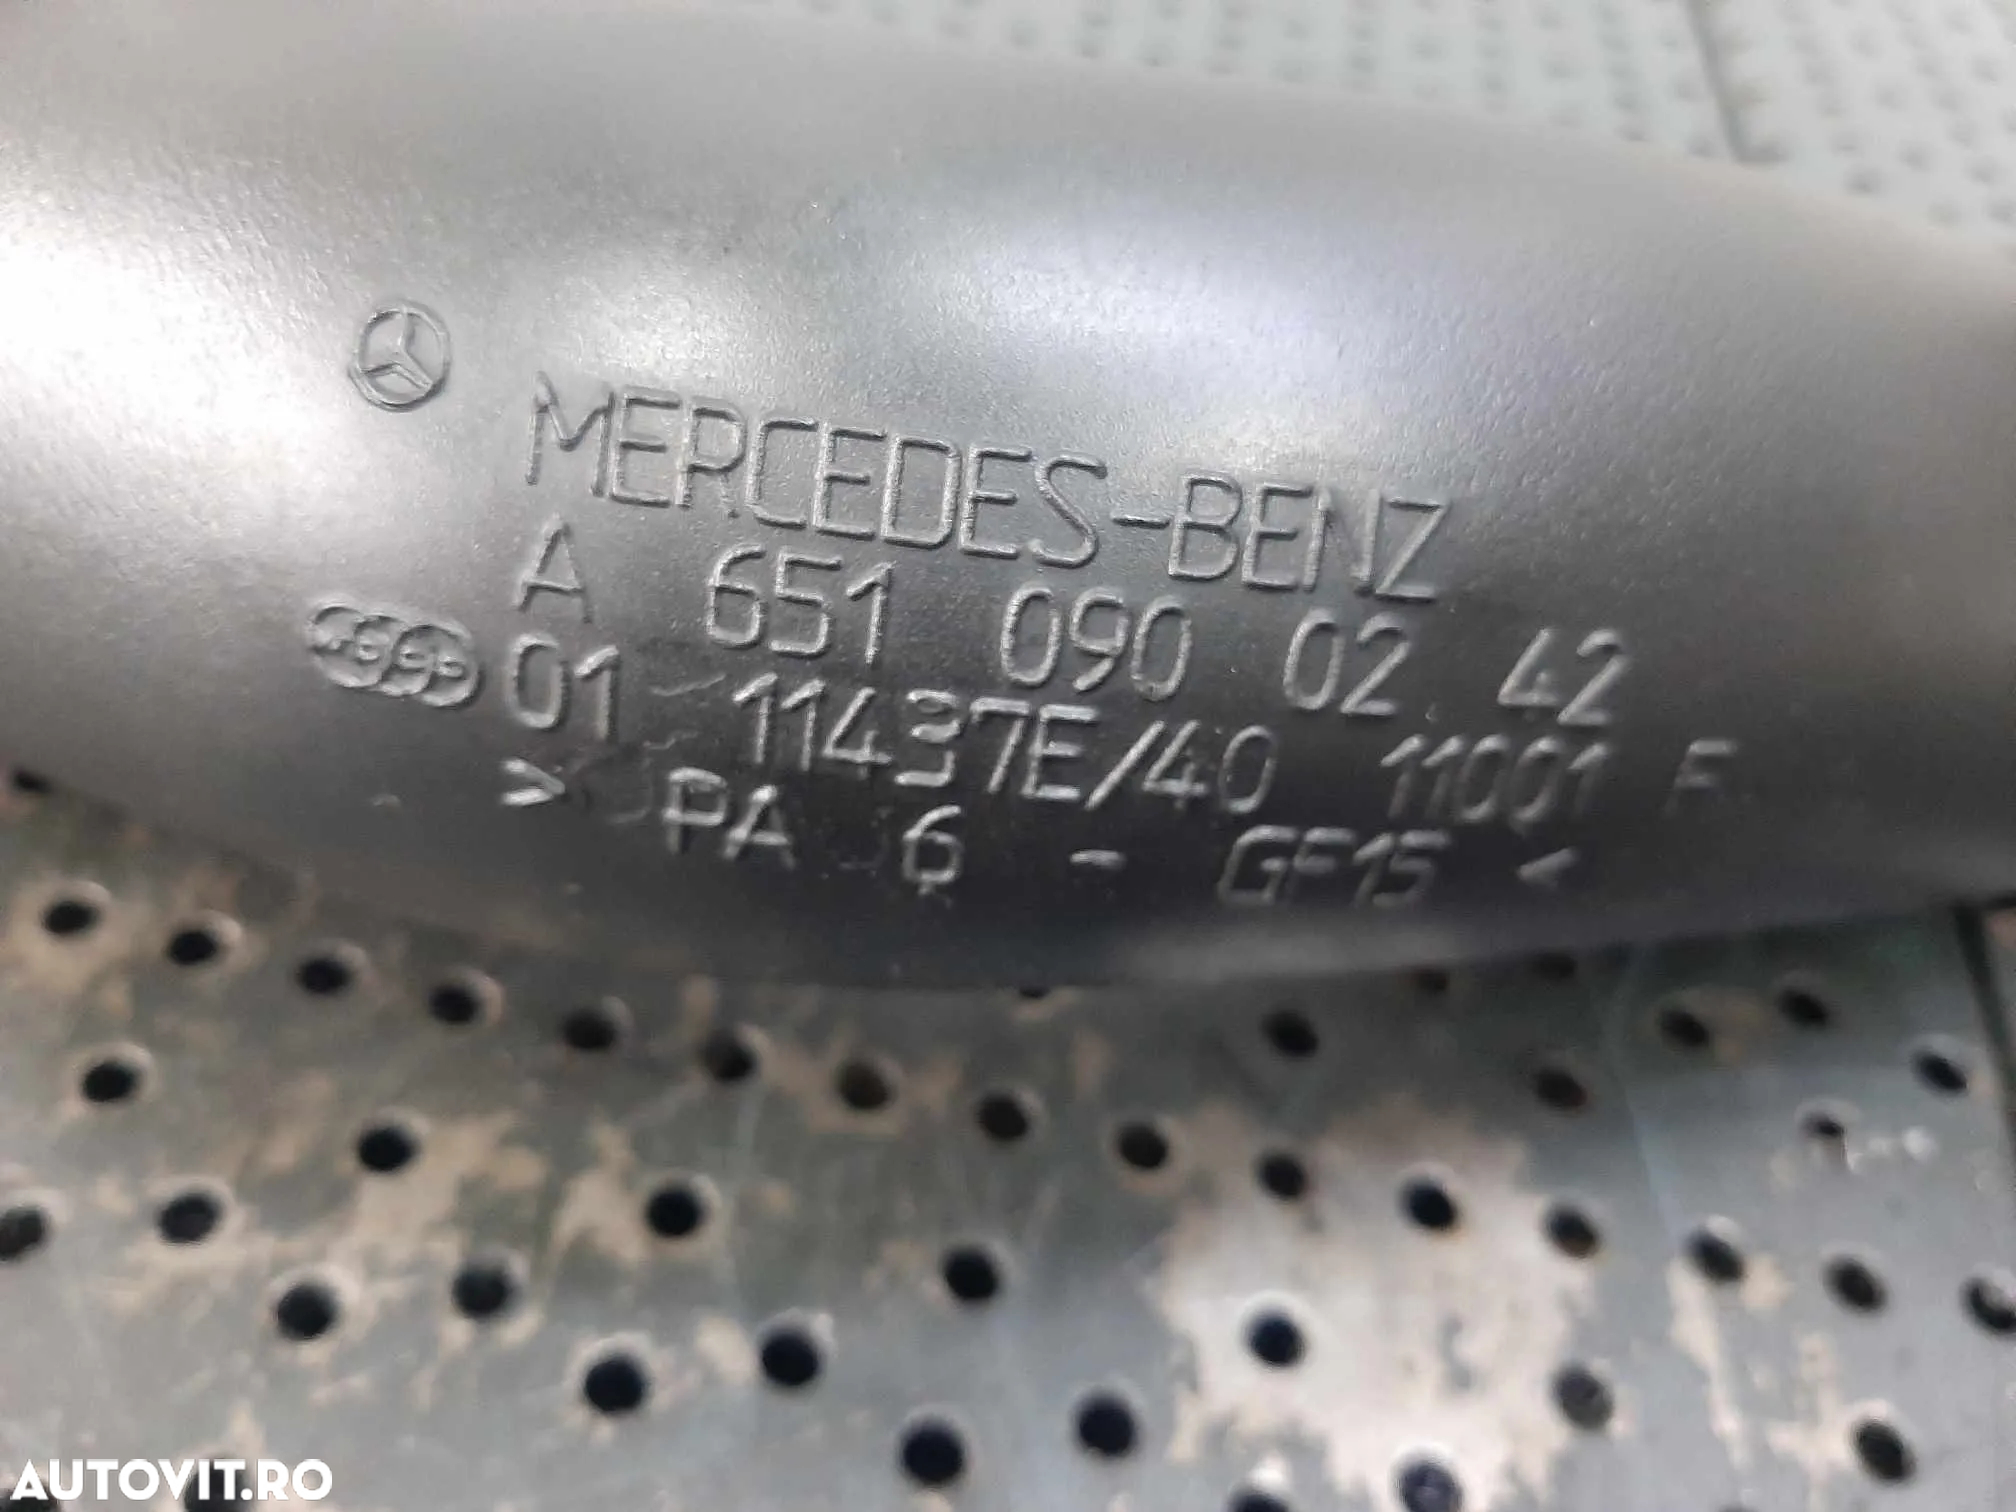 MERCEDES-BENZ
A 651 090 02 42
01 11437E/40 11001 F
> PA 6 - GF15 <
AUTOVIT.RO